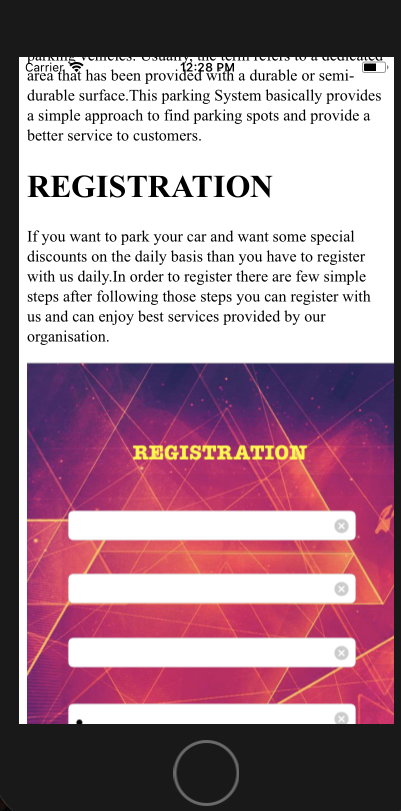 parking vehicles. Usually, the term refers to a dedicated
Carrier 12:28 PM
area that has been provided with a durable or semi-
durable surface.This parking System basically provides
a simple approach to find parking spots and provide a
better service to customers.
REGISTRATION
If you want to park your car and want some special
discounts on the daily basis than you have to register
with us daily.In order to register there are few simple
steps after following those steps you can register with
us and can enjoy best services provided by our
organisation.
REGISTRATION